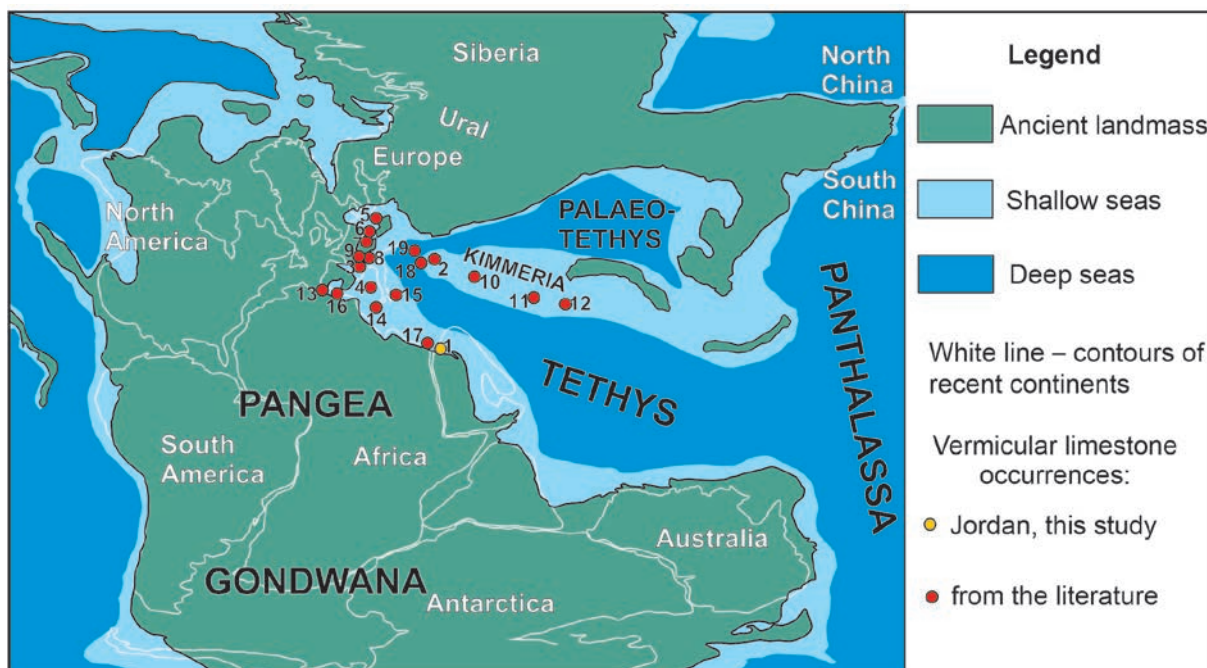 Siberia
North
China
Ural
Europe
South
China
North
America
PALAEO-
TETHYS
KIMMERIA
5
6
7
9
8
3
19
18
2
10
11
12
4
15
13
16
14
17
1
TETHYS
PANTHALASSA
PANGEA
South
America
Africa
Australia
GONDWANA
Antarctica
Legend
Ancient landmass
Shallow seas
Deep seas
White line – contours of
recent continents
Vermicular limestone
occurrences:
Jordan, this study
from the literature